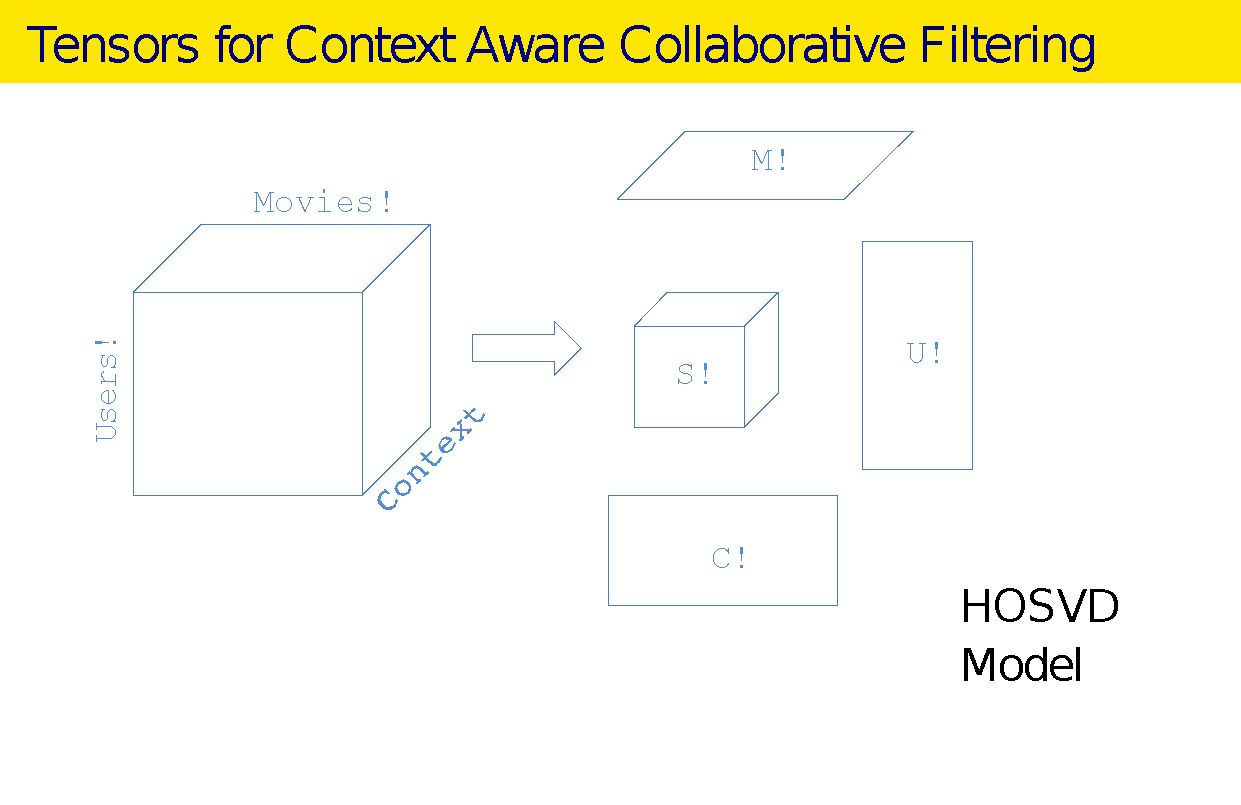 Tensors for Context Aware Collaborative Filtering
M!
Movies!
Users!
U!
S!
Context
C!
HOSVD
Model